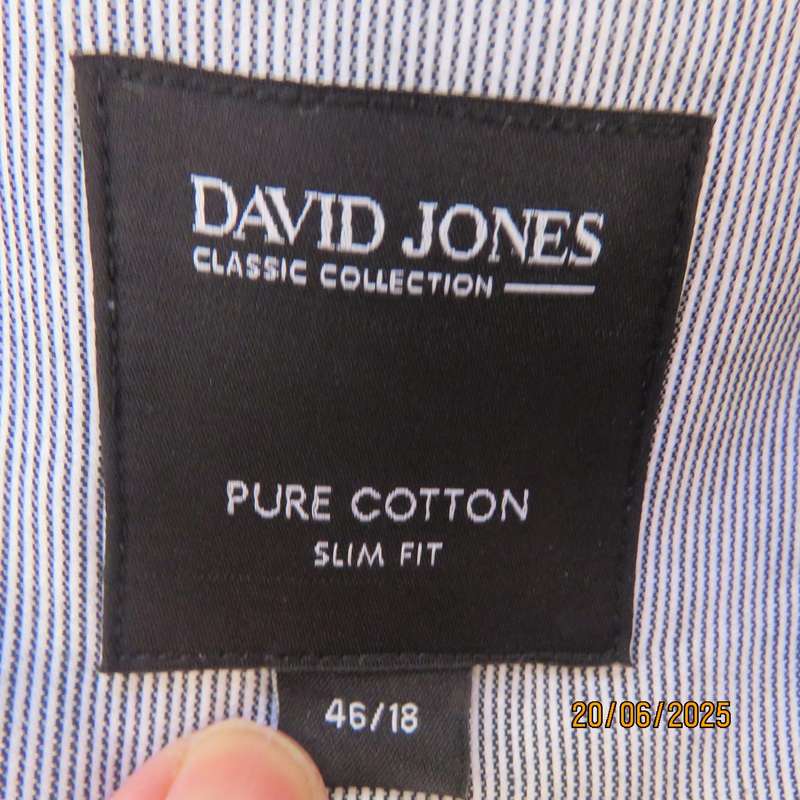 DAVID JONES
CLASSIC COLLECTION
PURE COTTON
SLIM FIT
46/18
20/06/2025